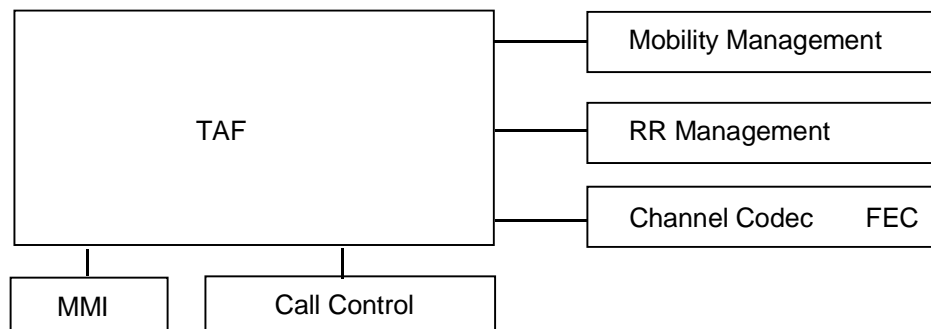 Mobility Management
TAF
RR Management
Channel Codec FEC
MMI
Call Control